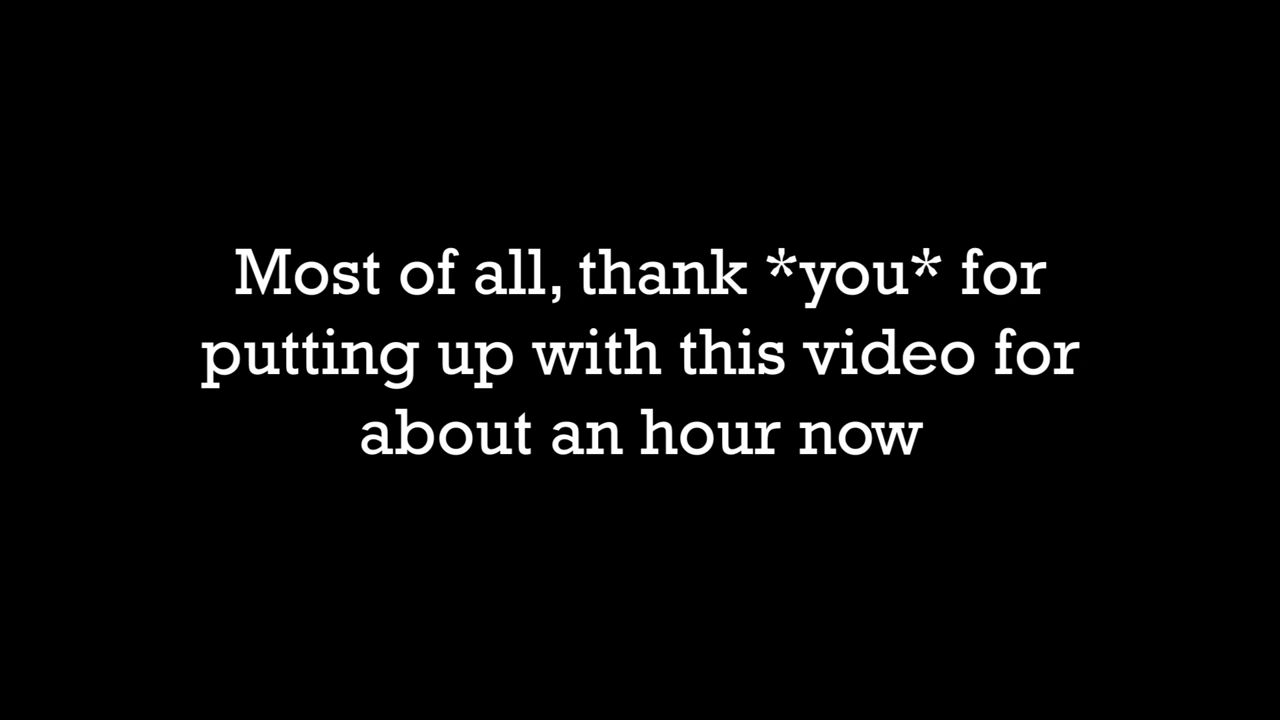 Most of all, thank *you* for
putting up with this video for
about an hour now